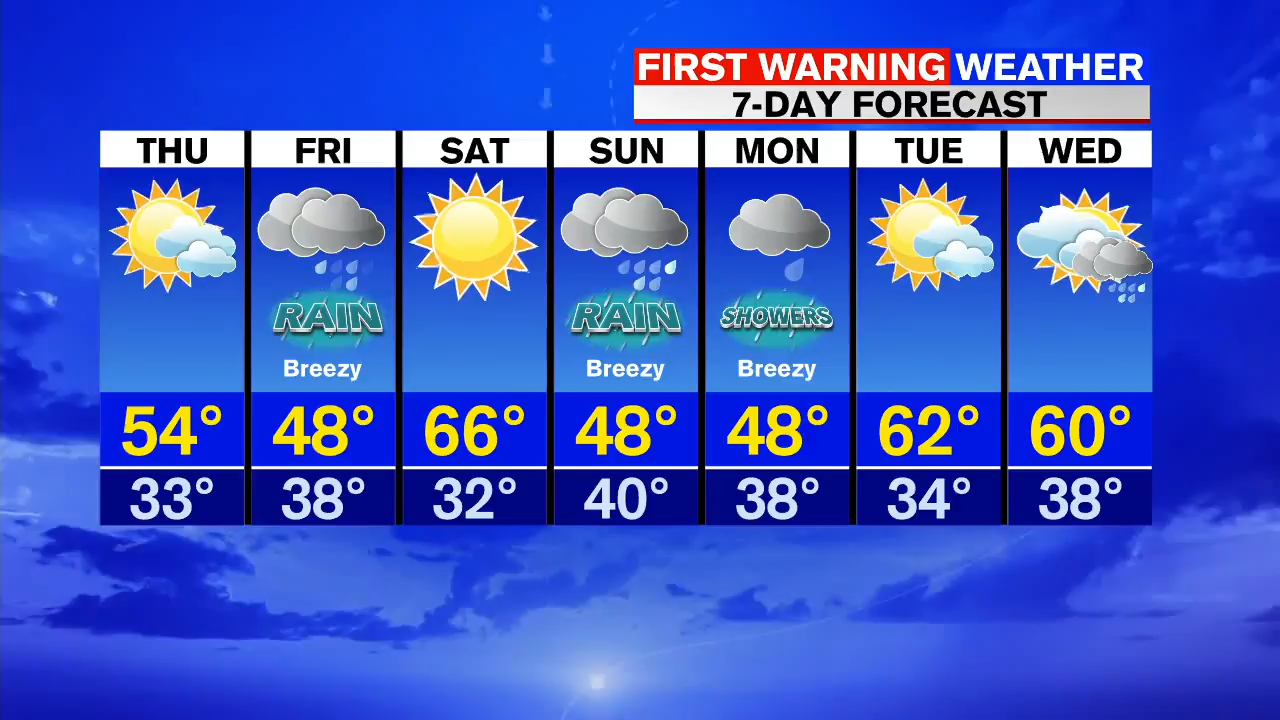 FIRST WARNING WEATHER
7-DAY FORECAST
THU FRI SAT SUN MON TUE WED
RAIN RAIN SHOWERS
Breezy Breezy Breezy
54° 48° 66° 48° 48° 62° 60°
33° 38° 32° 40° 38° 34° 38°